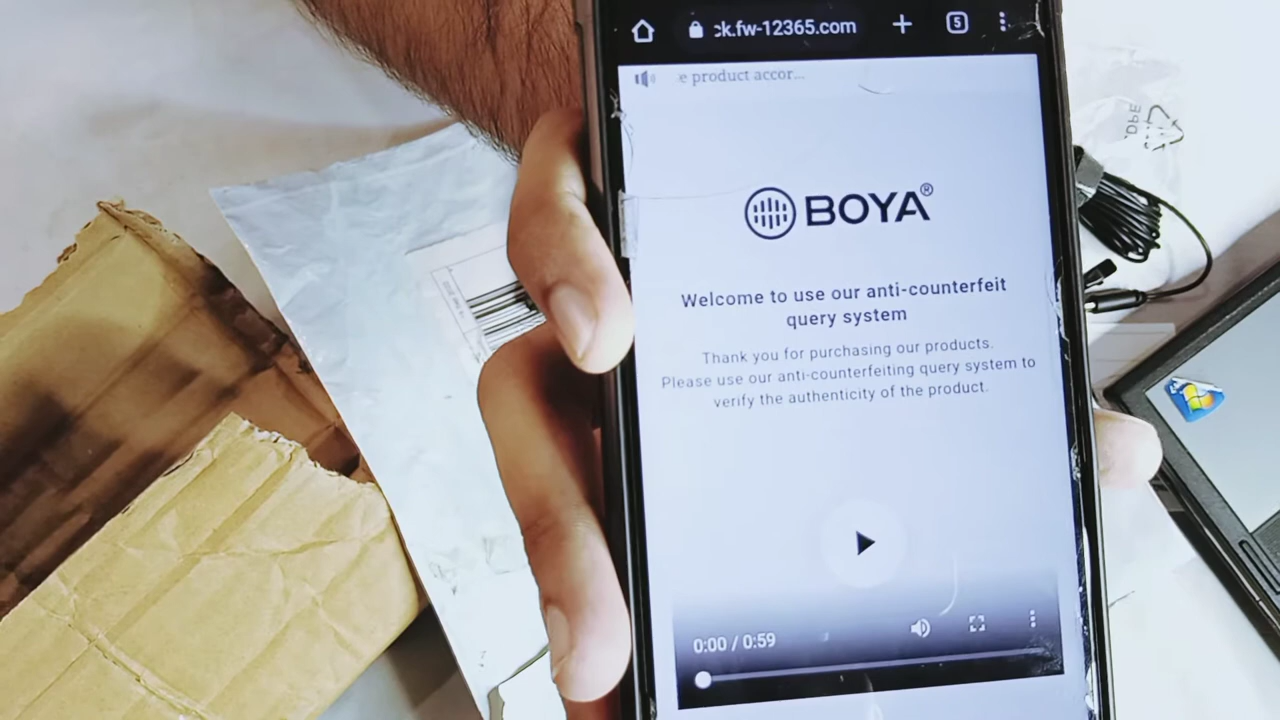 ck.fw-12365.com
5
e product accor...
BOYA®
Welcome to use our anti-counterfeit
query system
Thank you for purchasing our products.
Please use our anti-counterfeiting query system to
verify the authenticity of the product.
0:00 / 0:59